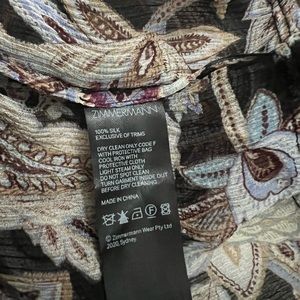 ZIMMERMANN
100% SILK
EXCLUSIVE OF TRIMS
DRY CLEAN ONLY CODE F
WITH PROTECTIVE BAG
COOL IRON WITH
PROTECTIVE CLOTH
LIGHT STEAM ONLY
DO NOT SPOT CLEAN
TURN GARMENT INSIDE OUT
BEFORE DRY CLEANING
MADE IN CHINA
© Zimmermann Wear Pty Ltd
2020, Sydney.